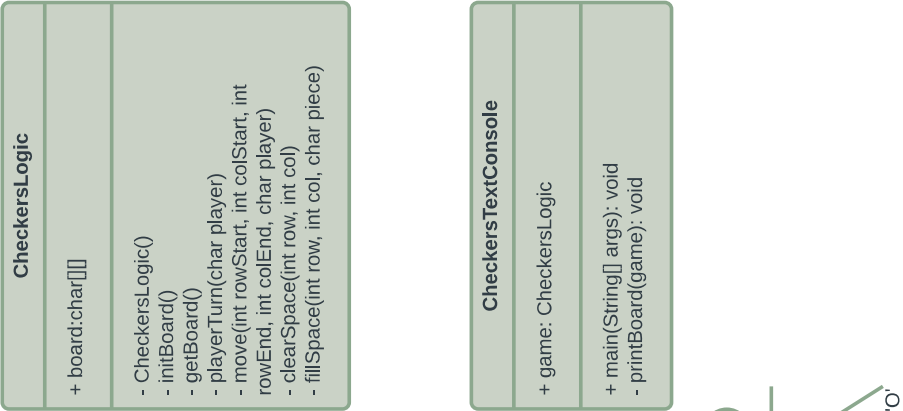 CheckersLogic
+ board:char[][]
- CheckersLogic()
- initBoard()
- getBoard()
- playerTurn(char player)
- move(int rowStart, int colStart, int
rowEnd, int colEnd, char player)
- clearSpace(int row, int col)
- fillSpace(int row, int col, char piece)
CheckersTextConsole
+ game: CheckersLogic
+ main(String[] args): void
- printBoard(game): void
'O'